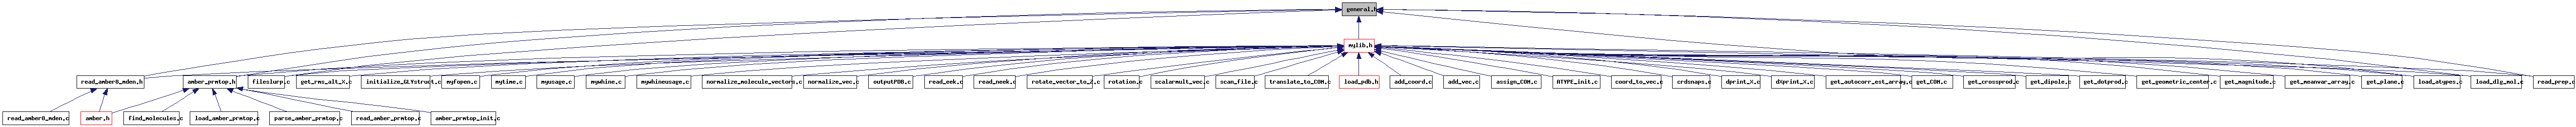 general.h
mylib.h
read_amber8_mden.h
amber_prmtop.h
fileslurp.c
get_rms_alt_X.c
initialize_GLYstruct.c
myfopen.c
mytime.c
myusage.c
mywhine.c
mywhineusage.c
normalize_molecule_vectors.c
normalize_vec.c
outputPDB.c
read_eek.c
read_neek.c
rotate_vector_to_Z.c
rotation.c
scalarmult_vec.c
scan_file.c
translate_to_COM.c
load_pdb.h
add_coord.c
add_vec.c
assign_COM.c
ATYPE_init.c
coord_to_vec.c
crdsnaps.c
dprint_X.c
dXprint_X.c
get_autocorr_est_array.c
get_COM.c
get_crossprod.c
get_dipole.c
get_dotprod.c
get_geometric_center.c
get_magnitude.c
get_meanvar_array.c
get_plane.c
load_atypes.c
load_dlg_mol.c
read_prep.c
read_amber8_mden.c
amber.h
find_molecules.c
load_amber_prmtop.c
parse_amber_prmtop.c
read_amber_prmtop.c
amber_prmtop_init.c